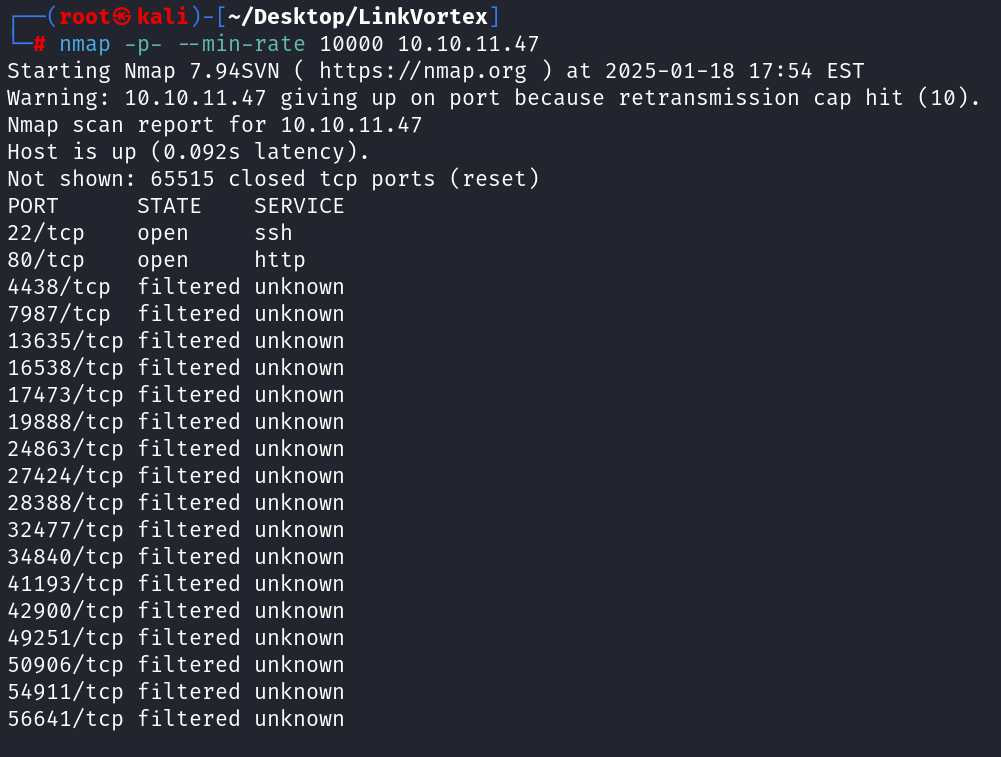 ┌──(root㉿kali)-[~/Desktop/LinkVortex]
└─# nmap -p- --min-rate 10000 10.10.11.47
Starting Nmap 7.94SVN ( https://nmap.org ) at 2025-01-18 17:54 EST
Warning: 10.10.11.47 giving up on port because retransmission cap hit (10).
Nmap scan report for 10.10.11.47
Host is up (0.092s latency).
Not shown: 65515 closed tcp ports (reset)
PORT      STATE    SERVICE
22/tcp    open     ssh
80/tcp    open     http
4438/tcp  filtered unknown
7987/tcp  filtered unknown
13635/tcp filtered unknown
16538/tcp filtered unknown
17473/tcp filtered unknown
19888/tcp filtered unknown
24863/tcp filtered unknown
27424/tcp filtered unknown
28388/tcp filtered unknown
32477/tcp filtered unknown
34840/tcp filtered unknown
41193/tcp filtered unknown
42900/tcp filtered unknown
49251/tcp filtered unknown
50906/tcp filtered unknown
54911/tcp filtered unknown
56641/tcp filtered unknown